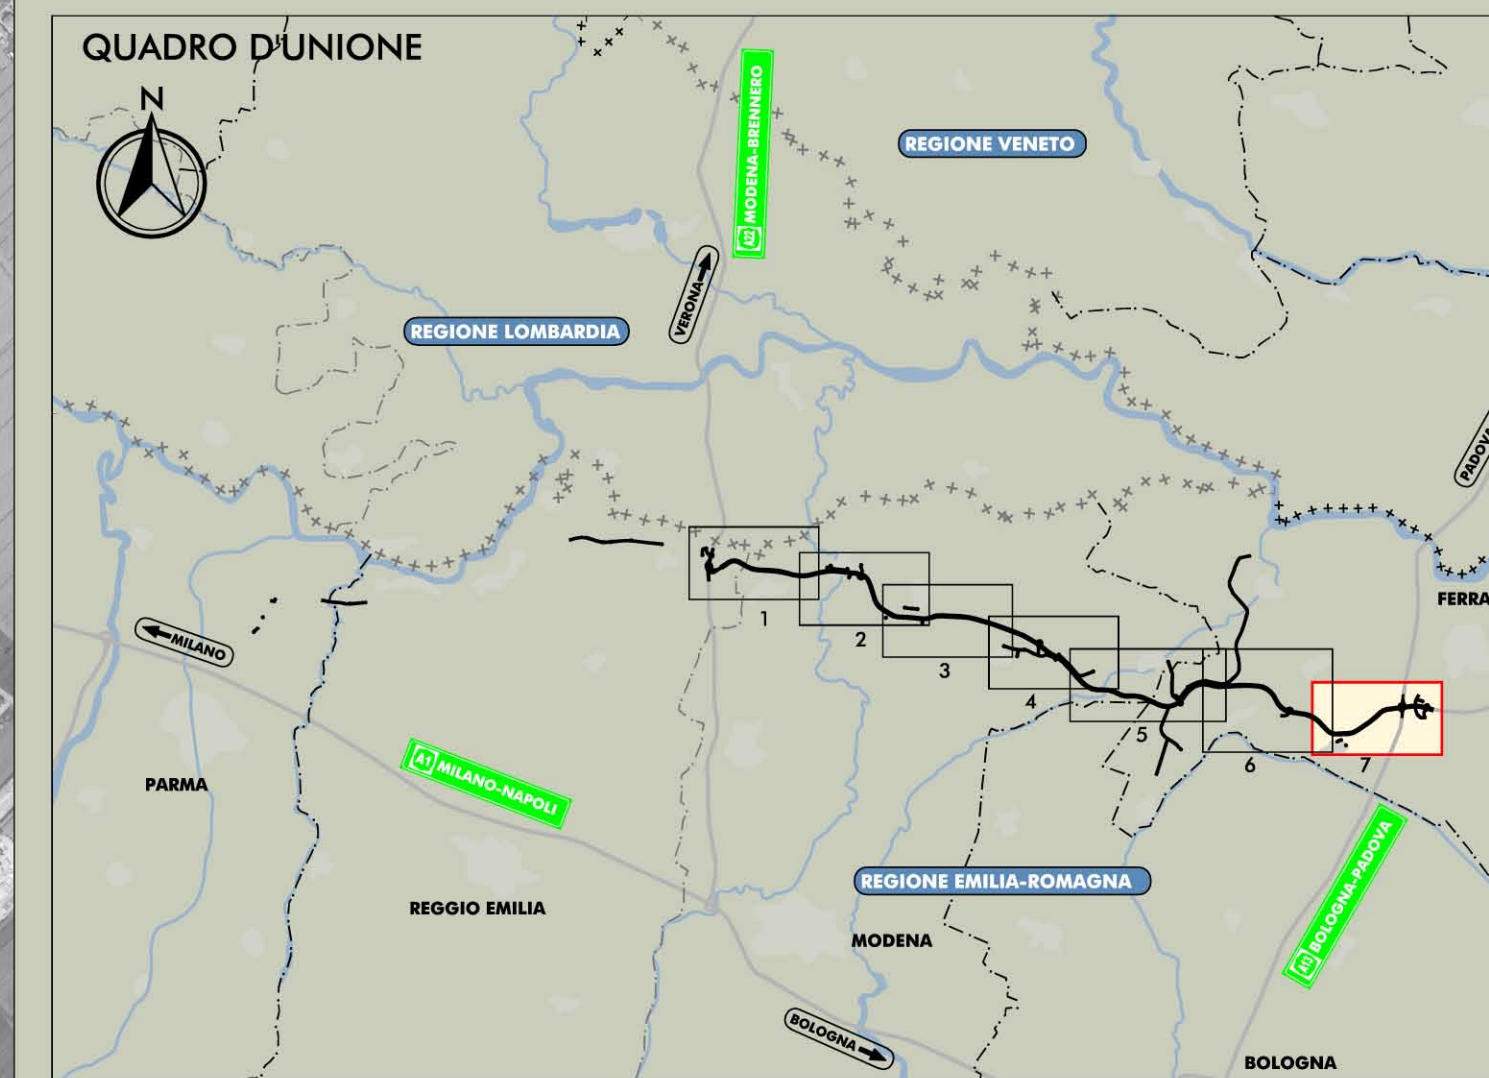 QUADRO D'UNIONE
N
A22 MODENA-BRENNERO
REGIONE VENETO
VERONA
REGIONE LOMBARDIA
PADOVA
FERRA
MILANO
1
2
3
4
5
6
7
PARMA
A1 MILANO-NAPOLI
REGIONE EMILIA-ROMAGNA
A13 BOLOGNA-PADOVA
REGGIO EMILIA
MODENA
BOLOGNA
BOLOGNA